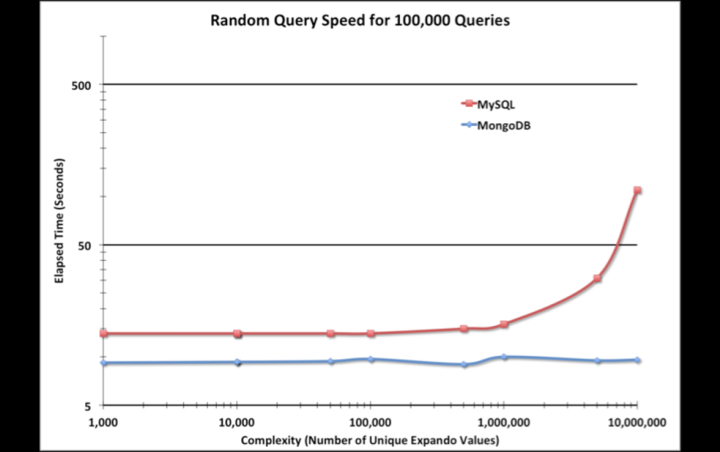 Random Query Speed for 100,000 Queries
500
MySQL
MongoDB
Elapsed Time (Seconds)
50
5
1,000
10,000
100,000
1,000,000
10,000,000
Complexity (Number of Unique Expando Values)